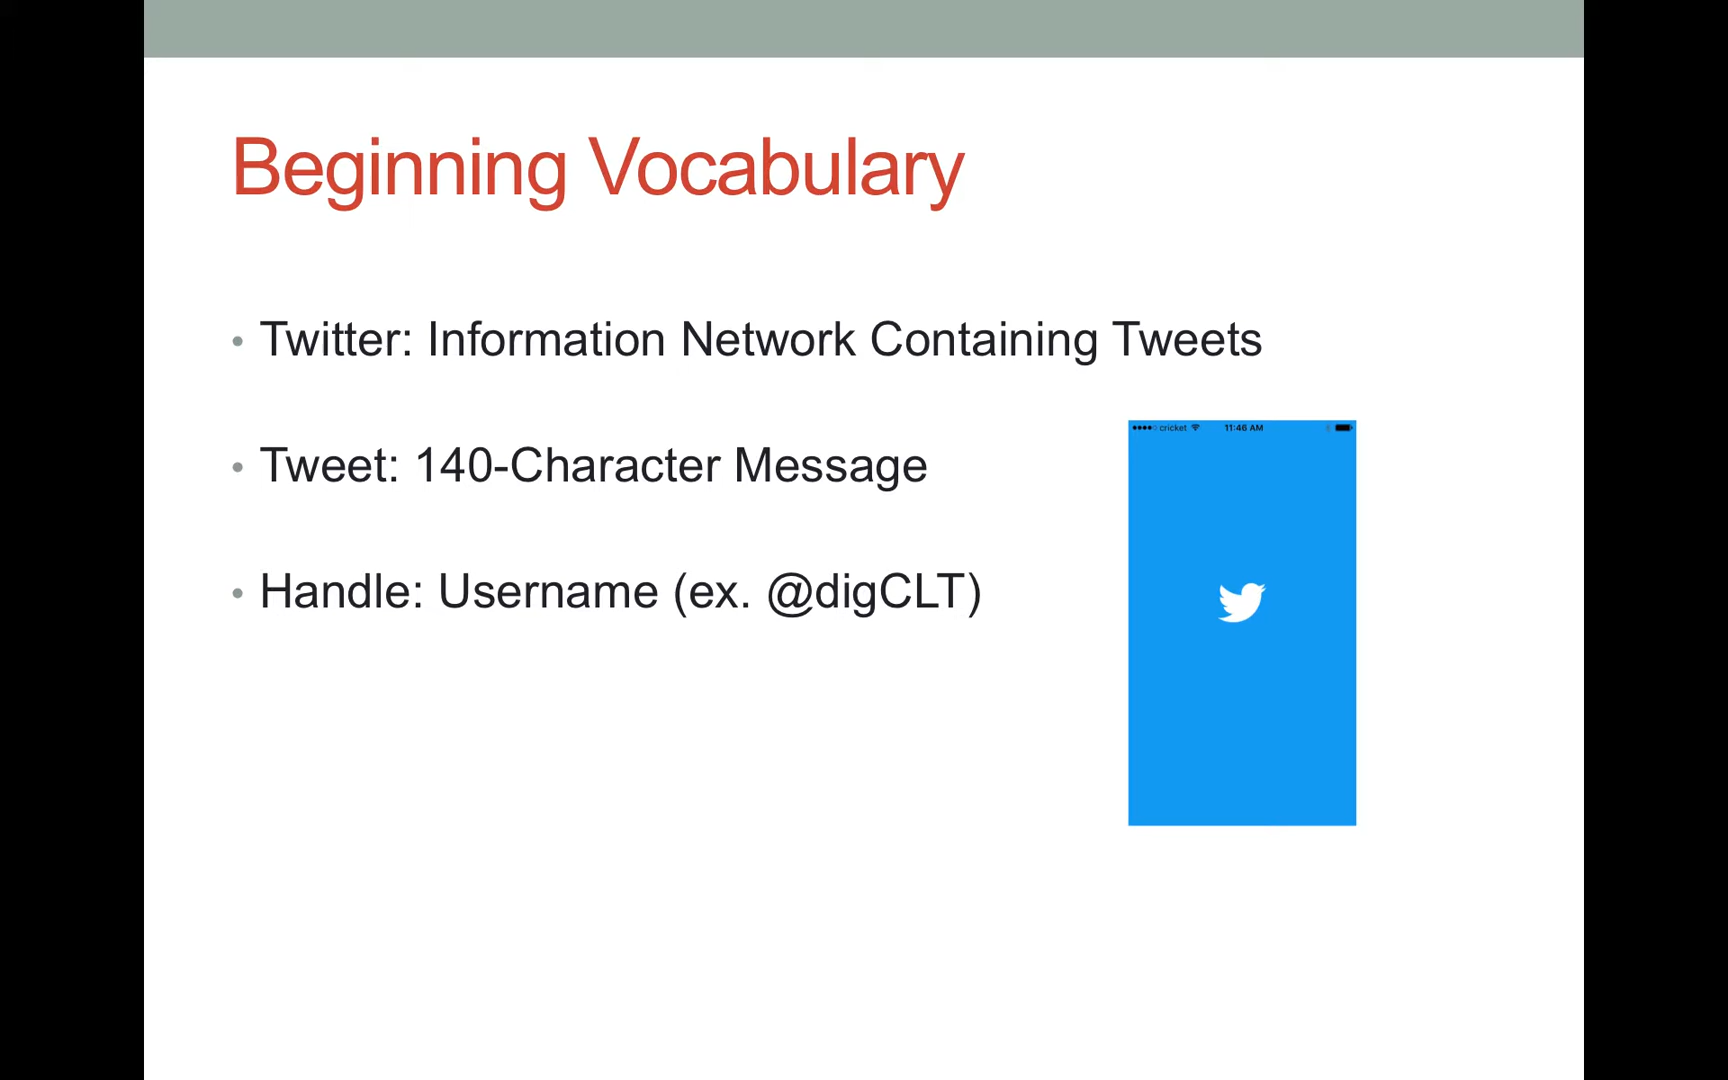 Beginning Vocabulary
• Twitter: Information Network Containing Tweets
• Tweet: 140-Character Message
• Handle: Username (ex. @digCLT)
cricket 11:46 AM